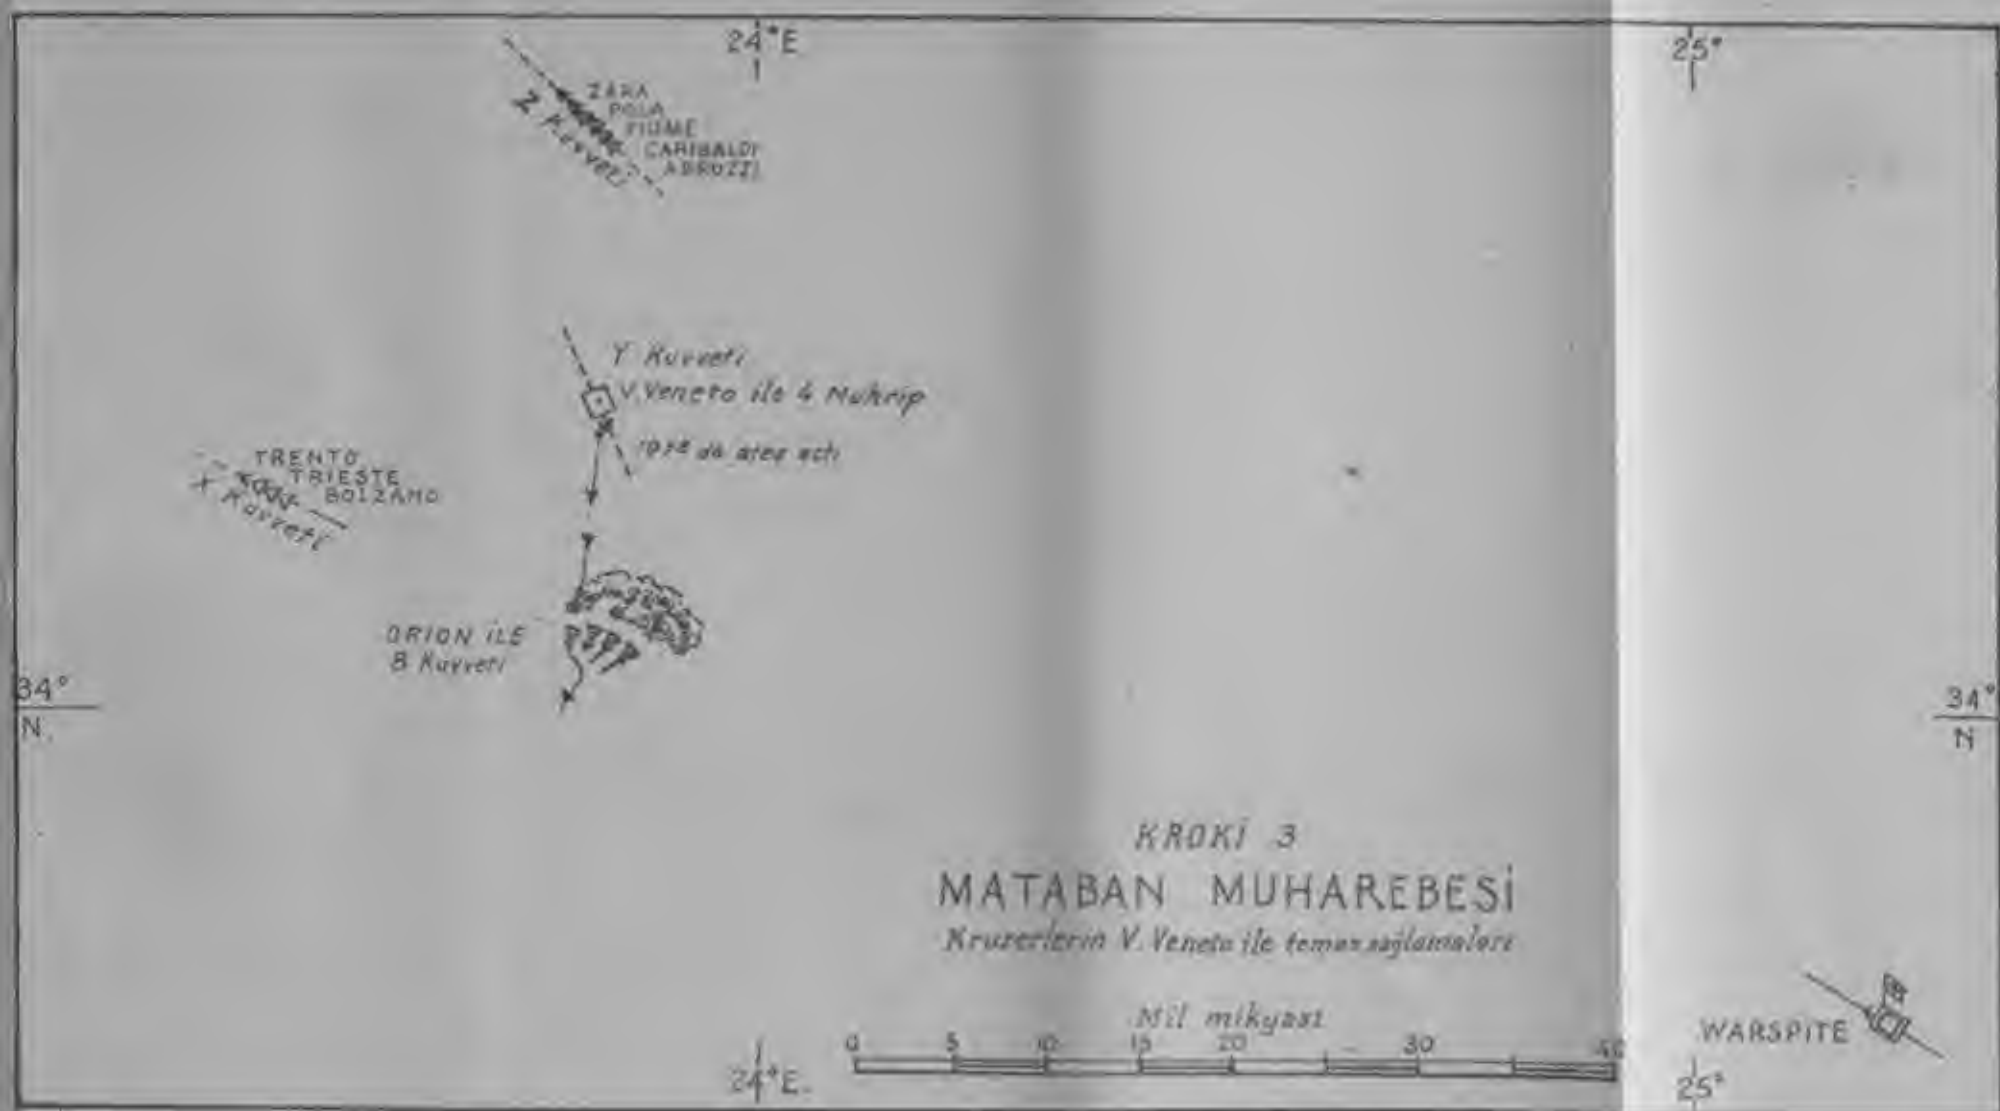 24°E
25°
ZARA
POLA
FIUME
CARIBALDI
ABRUZZI
Z Kuvveti
Y Kuvveti
V. Veneto ile 4 Muhrip
da ateş açtı
TRENTO
TRIESTE
BOLZAMO
X Kuvveti
ORION İLE
B Kuvveti
34°
N.
34°
N
KROKİ 3
MATABAN MUHAREBESİ
Kruzerlerin V. Veneto ile temas sağlamaları
Mil mikyası
0 5 10 15 20 30 40
WARSPITE
24°E.
25°